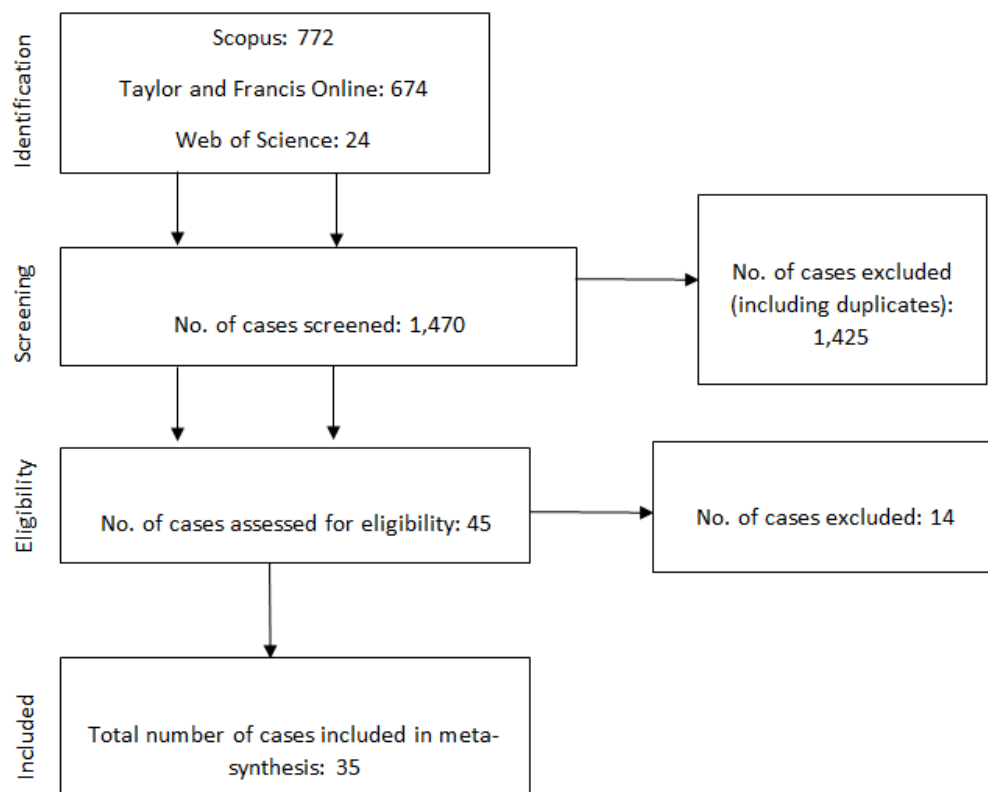 Identification
Scopus: 772
Taylor and Francis Online: 674
Web of Science: 24
Screening
No. of cases screened: 1,470
No. of cases excluded
(including duplicates):
1,425
Eligibility
No. of cases assessed for eligibility: 45
No. of cases excluded: 14
Included
Total number of cases included in meta-
synthesis: 35